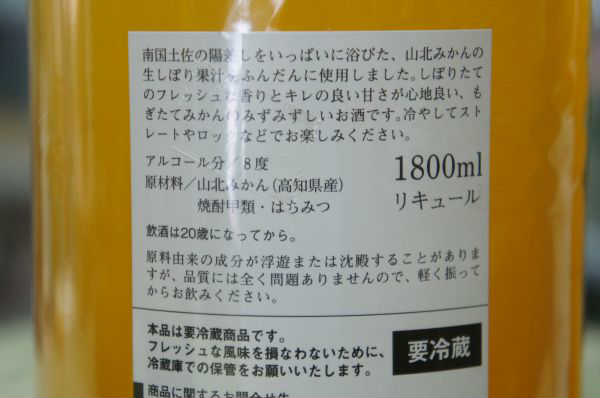 南国土佐の陽差しをいっぱいに浴びた、山北みかんの
生しぼり果汁をふんだんに使用しました。しぼりたて
のフレッシュな香りとキレの良い甘さが心地良い、も
ぎたてみかんのみずみずしいお酒です。冷やしてスト
レートやロックなどでお楽しみください。
アルコール分/8度
原材料/山北みかん(高知県産)
焼酎甲類・はちみつ
1800ml
リキュール
飲酒は20歳になってから。
原料由来の成分が浮遊または沈殿することがありま
すが、品質には全く問題ありませんので、軽く振って
からお飲みください。
本品は要冷蔵商品です。
フレッシュな風味を損なわないために、
冷蔵庫での保管をお願いいたします。
要冷蔵
商品に関するお問合せ先